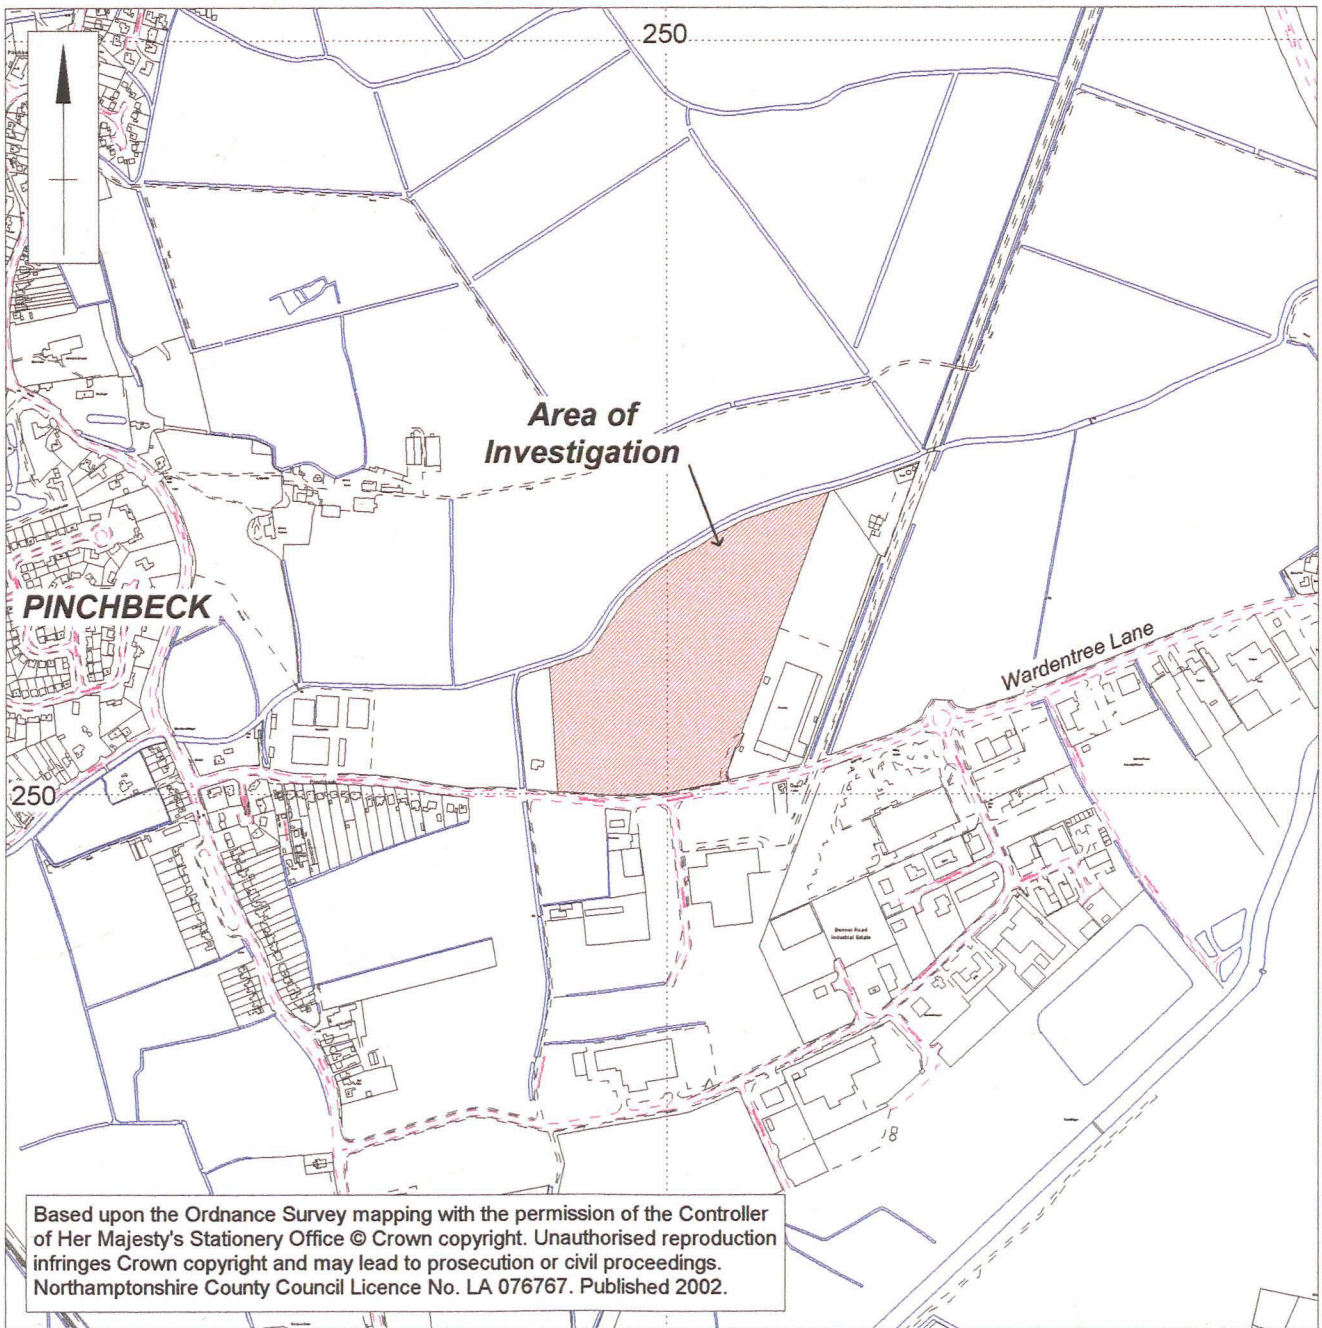 250
Area of
Investigation
PINCHBECK
Wardentree Lane
250
Based upon the Ordnance Survey mapping with the permission of the Controller
of Her Majesty's Stationery Office © Crown copyright. Unauthorised reproduction
infringes Crown copyright and may lead to prosecution or civil proceedings.
Northamptonshire County Council Licence No. LA 076767. Published 2002.